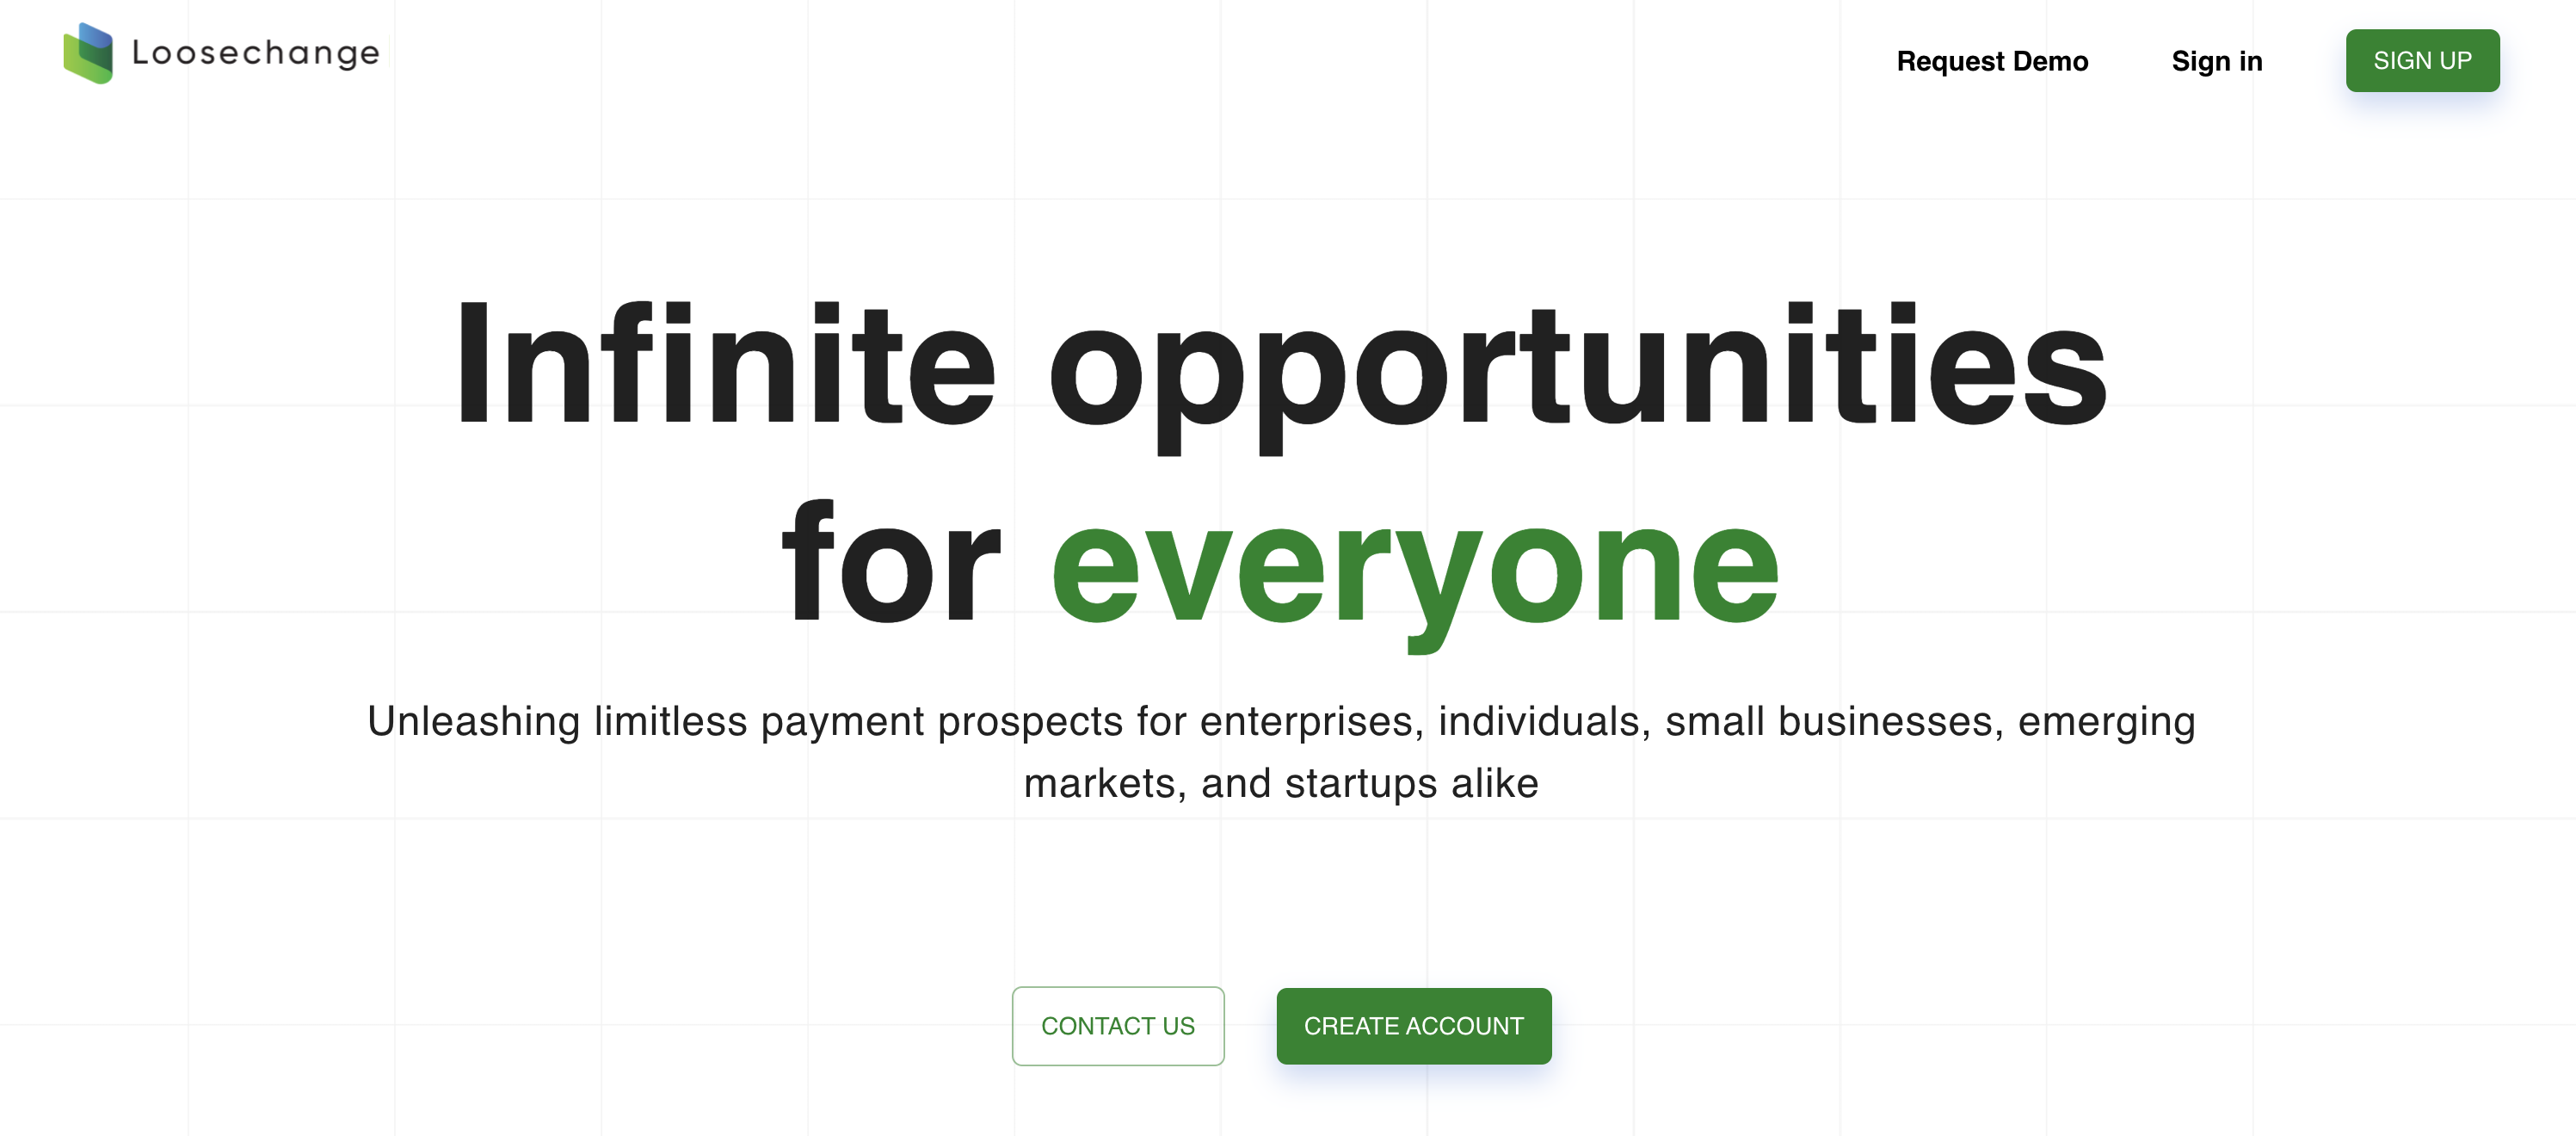 Loosechange
Request Demo
Sign in
SIGN UP
Infinite opportunities
for everyone
Unleashing limitless payment prospects for enterprises, individuals, small businesses, emerging
markets, and startups alike
CONTACT US
CREATE ACCOUNT